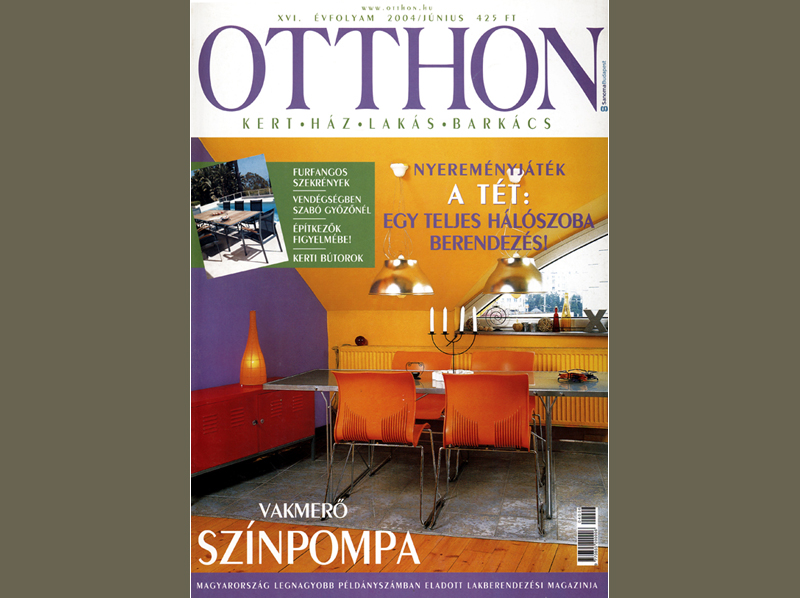 www.otthon.hu
XVI. ÉVFOLYAM 2004/JÚNIUS 425 FT
OTTHON
SanomaBudapest
KERT•HÁZ•LAKÁS•BARKÁCS
FURFANGOS
SZEKRÉNYEK
VENDÉGSÉGBEN
SZABÓ GYŐZŐNÉL
ÉPÍTKEZŐK
FIGYELMÉBE!
KERTI BÚTOROK
NYEREMÉNYJÁTÉK
A TÉT:
EGY TELJES HÁLÓSZOBA
BERENDEZÉS!
X
VAKMERŐ
SZÍNPOMPA
MAGYARORSZÁG LEGNAGYOBB PÉLDÁNYSZÁMBAN ELADOTT LAKBERENDEZÉSI MAGAZINJA